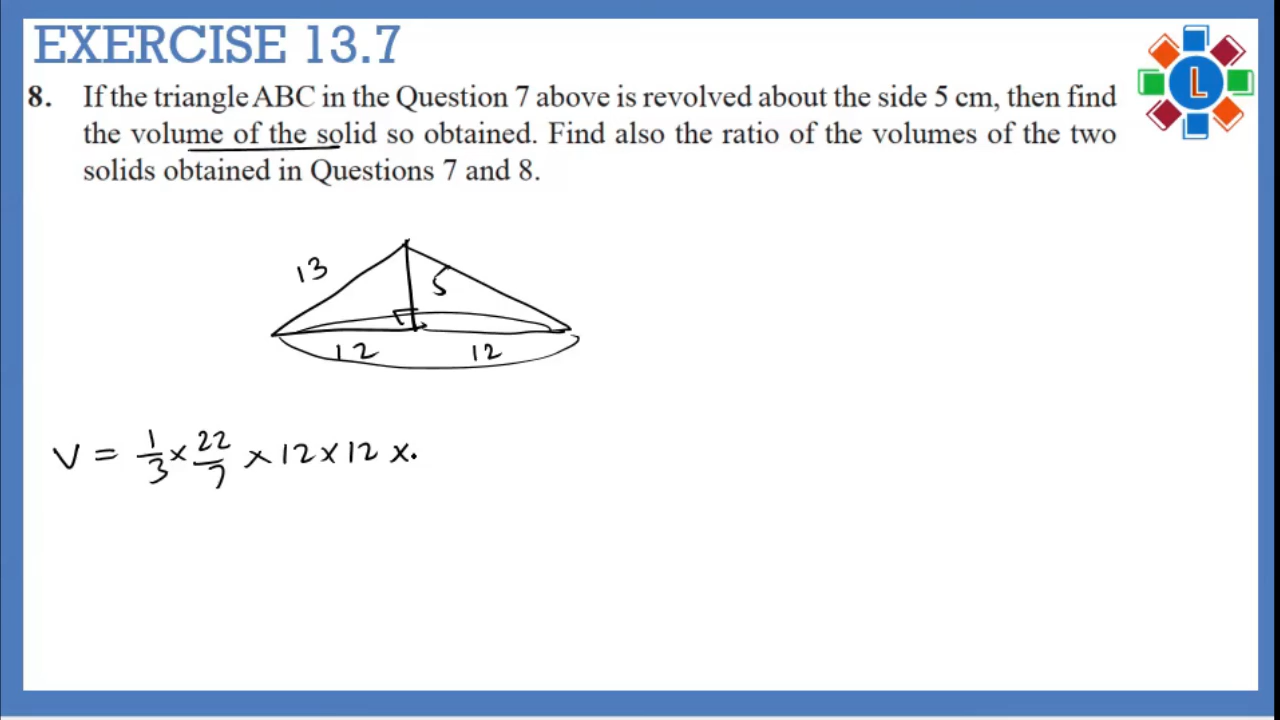 EXERCISE 13.7
L
8. If the triangle ABC in the Question 7 above is revolved about the side 5 cm, then find
the volume of the solid so obtained. Find also the ratio of the volumes of the two
solids obtained in Questions 7 and 8.
13 5
12 12
V = 1/3 × 22/7 × 12 × 12 ×